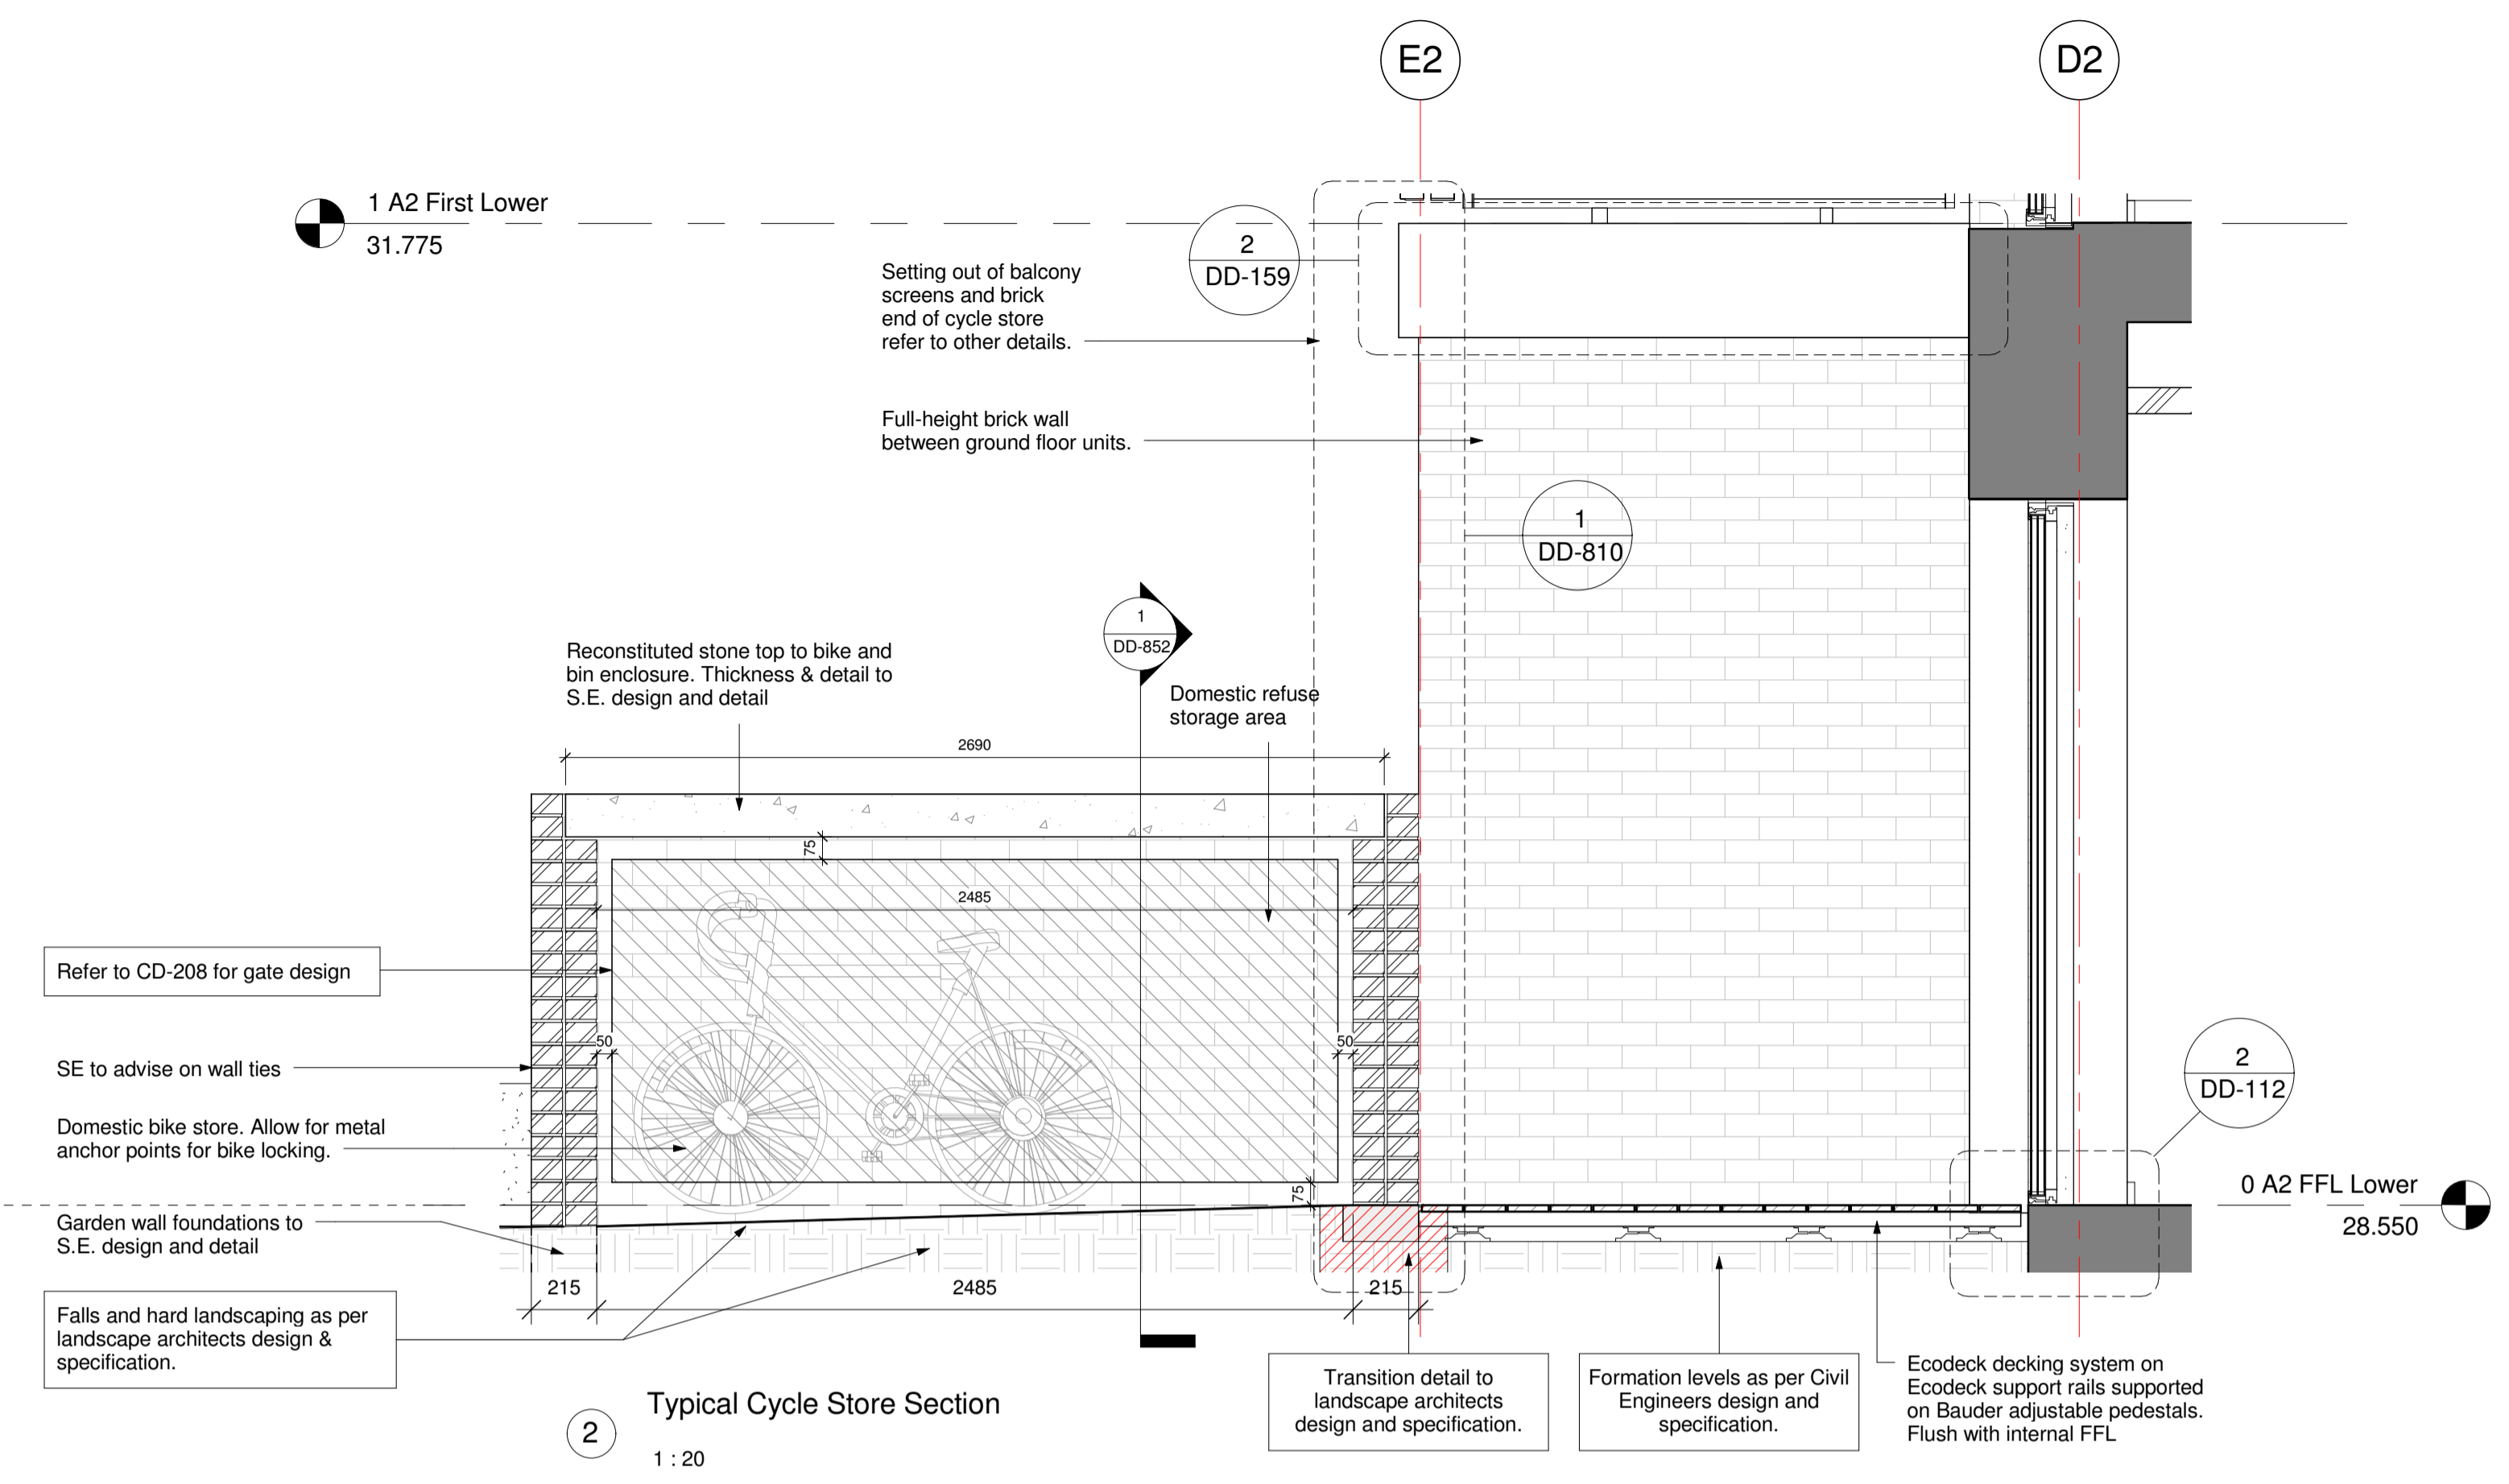 E2
D2
1 A2 First Lower
31.775
2
DD-159
Setting out of balcony
screens and brick
end of cycle store
refer to other details.
Full-height brick wall
between ground floor units.
1
DD-810
1
DD-852
Reconstituted stone top to bike and
bin enclosure. Thickness & detail to
S.E. design and detail
Domestic refuse
storage area
2690
75
2485
Refer to CD-208 for gate design
50
50
SE to advise on wall ties
2
DD-112
Domestic bike store. Allow for metal
anchor points for bike locking.
75
0 A2 FFL Lower
28.550
Garden wall foundations to
S.E. design and detail
215
2485
215
Falls and hard landscaping as per
landscape architects design &
specification.
Transition detail to
landscape architects
design and specification.
Formation levels as per Civil
Engineers design and
specification.
Ecodeck decking system on
Ecodeck support rails supported
on Bauder adjustable pedestals.
Flush with internal FFL
2
Typical Cycle Store Section
1 : 20